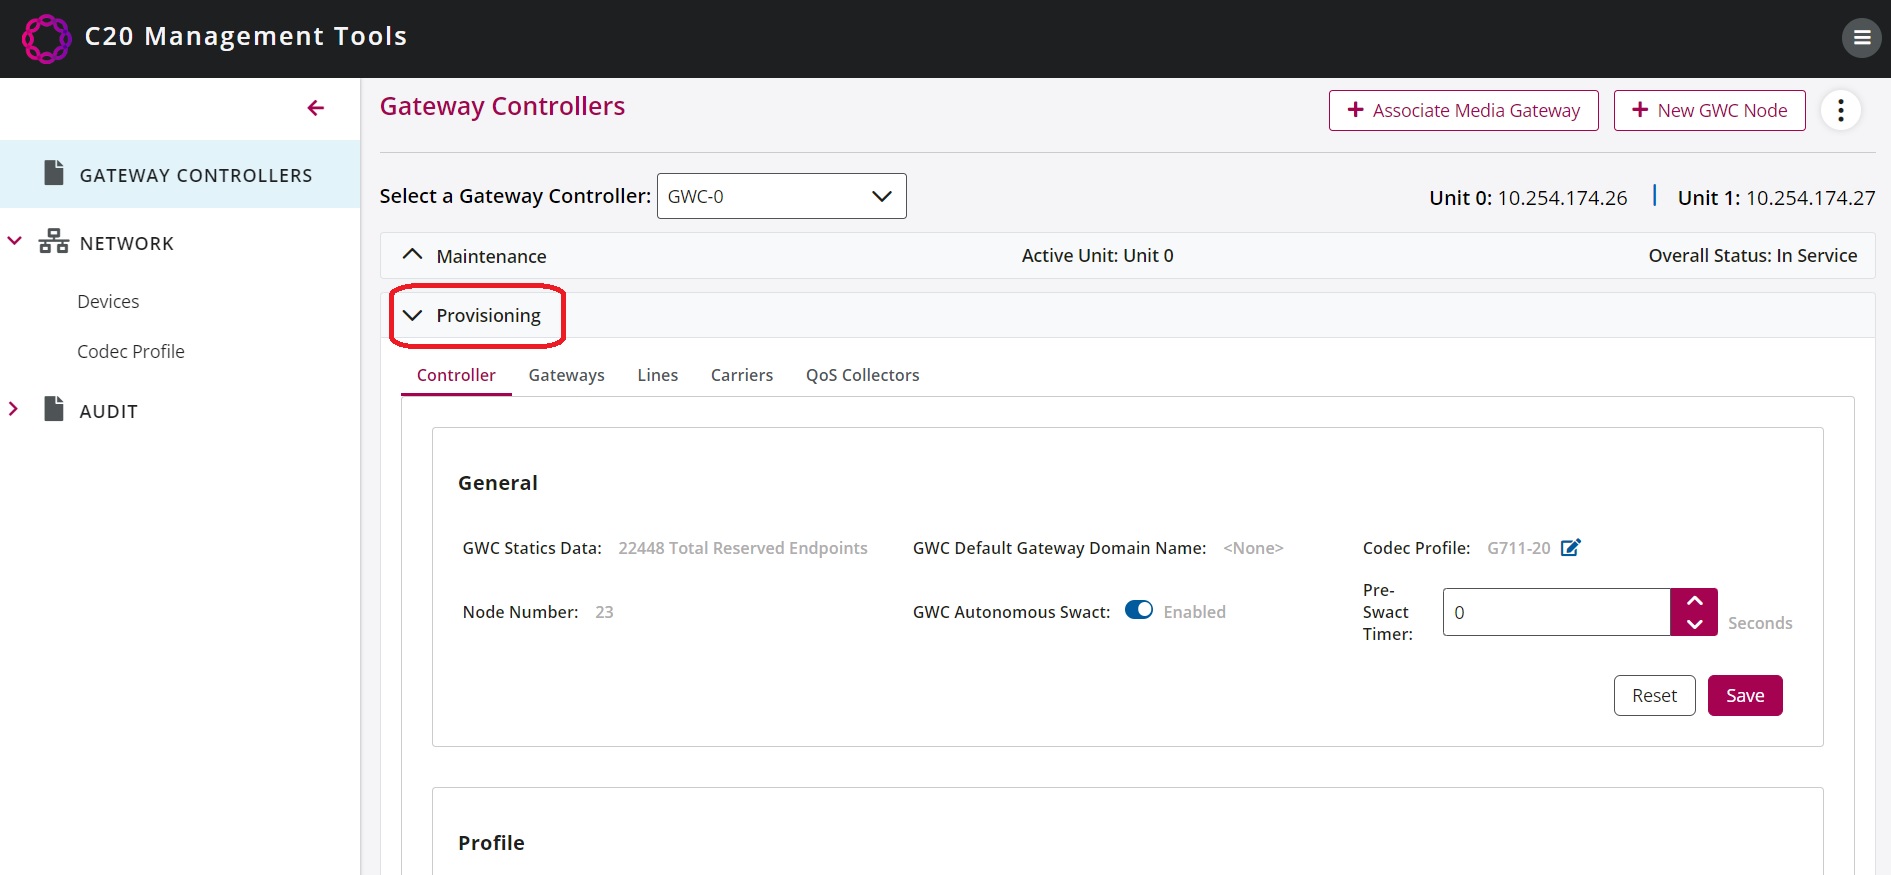 C20 Management Tools
Gateway Controllers
+ Associate Media Gateway
+ New GWC Node
GATEWAY CONTROLLERS
NETWORK
Devices
Codec Profile
AUDIT
Select a Gateway Controller: GWC-0
Unit 0: 10.254.174.26 | Unit 1: 10.254.174.27
Maintenance Active Unit: Unit 0 Overall Status: In Service
Provisioning
Controller Gateways Lines Carriers QoS Collectors
General
GWC Statics Data: 22448 Total Reserved Endpoints
GWC Default Gateway Domain Name: <None>
Codec Profile: G711-20
Node Number: 23
GWC Autonomous Swact: Enabled
Pre-
Swact
Timer:
0
Seconds
Reset Save
Profile